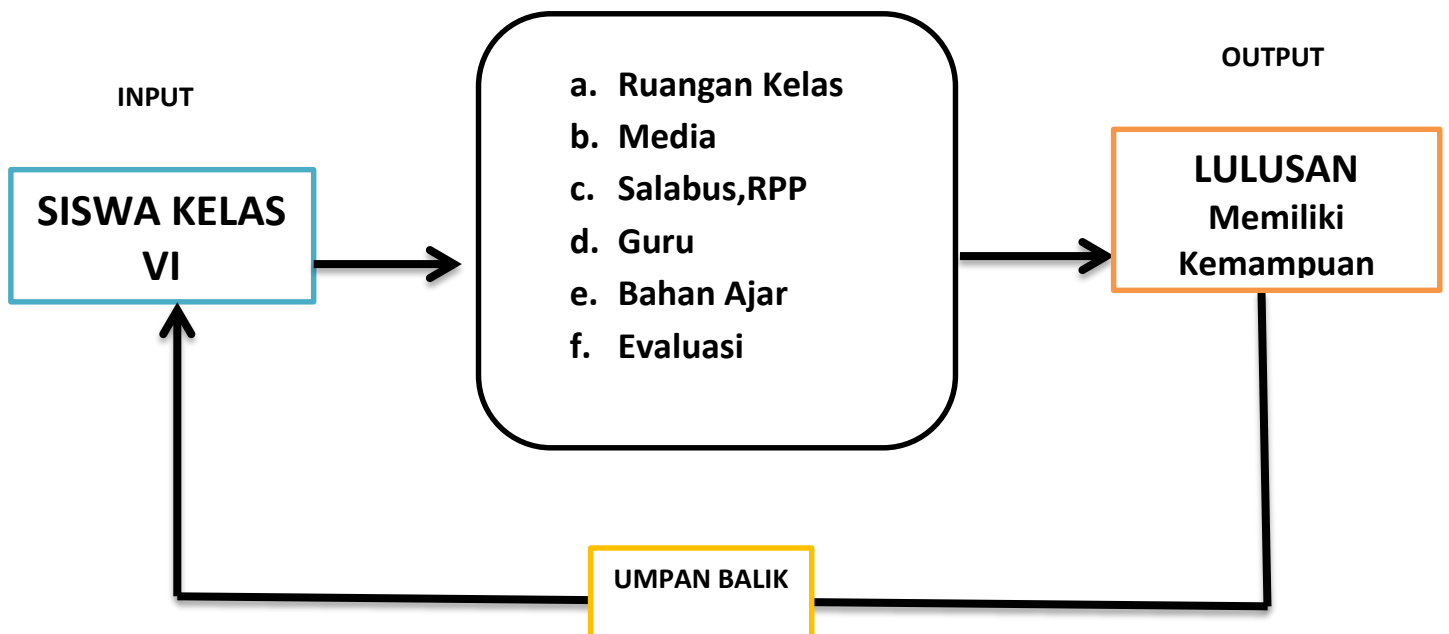 INPUT
SISWA KELAS
VI
a. Ruangan Kelas
b. Media
c. Salabus,RPP
d. Guru
e. Bahan Ajar
f. Evaluasi
OUTPUT
LULUSAN
Memiliki
Kemampuan
UMPAN BALIK